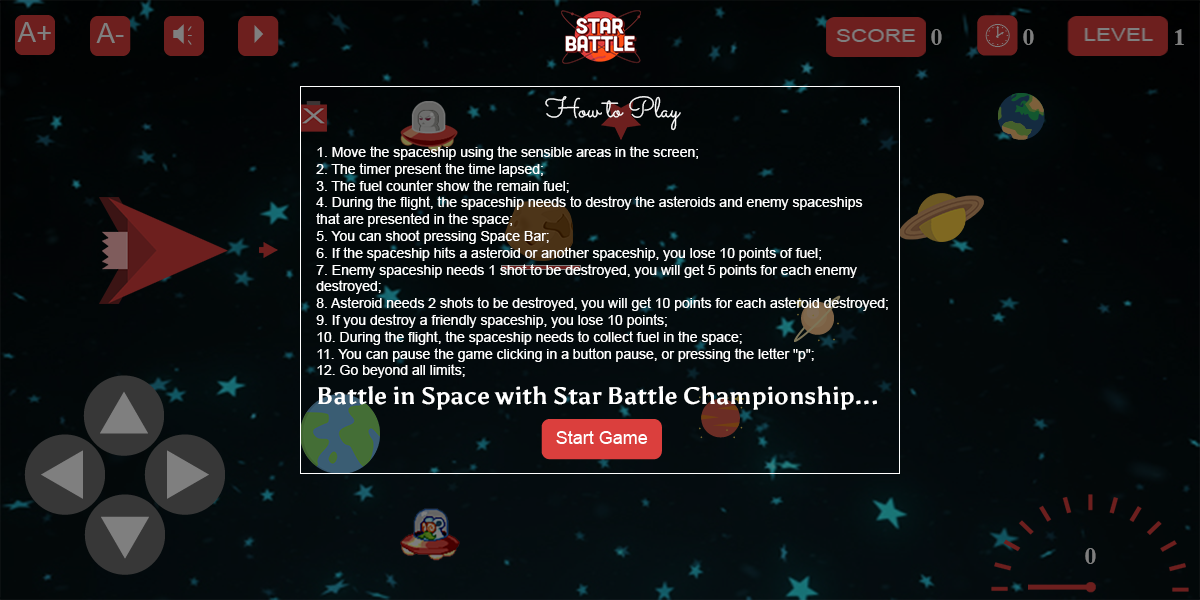 A+ A- SCORE 0 0 LEVEL 1
STAR
BATTLE
How to Play
1. Move the spaceship using the sensible areas in the screen;
2. The timer present the time lapsed;
3. The fuel counter show the remain fuel;
4. During the flight, the spaceship needs to destroy the asteroids and enemy spaceships
that are presented in the space;
5. You can shoot pressing Space Bar;
6. If the spaceship hits a asteroid or another spaceship, you lose 10 points of fuel;
7. Enemy spaceship needs 1 shot to be destroyed, you will get 5 points for each enemy
destroyed;
8. Asteroid needs 2 shots to be destroyed, you will get 10 points for each asteroid destroyed;
9. If you destroy a friendly spaceship, you lose 10 points;
10. During the flight, the spaceship needs to collect fuel in the space;
11. You can pause the game clicking in a button pause, or pressing the letter "p";
12. Go beyond all limits;
Battle in Space with Star Battle Championship...
Start Game
0